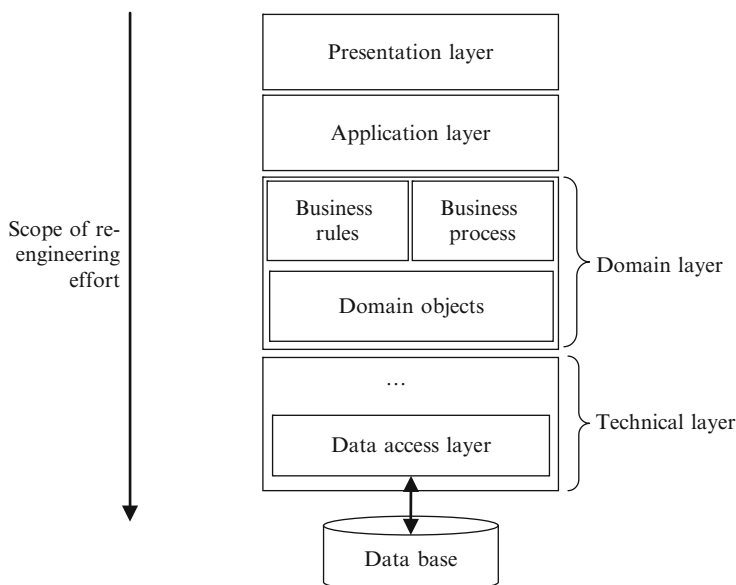 Presentation layer
Application layer
Business
rules
Business
process
Scope of re-
engineering
effort
Domain layer
Domain objects
...
Technical layer
Data access layer
Data base